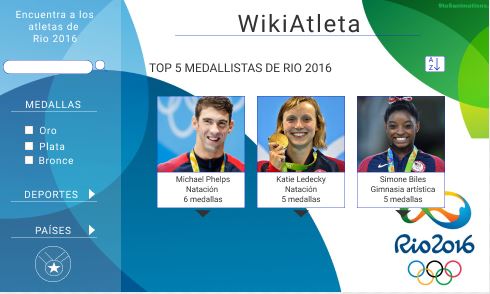 Encuentra a los
atletas de
Rio 2016
WikiAtleta
TOP 5 MEDALLISTAS DE RIO 2016
A
Z
MEDALLAS
Oro
Plata
Bronce
DEPORTES
PAÍSES
Michael Phelps
Natación
6 medallas
Katie Ledecky
Natación
5 medallas
Simone Biles
Gimnasia artística
5 medallas
Rio2016